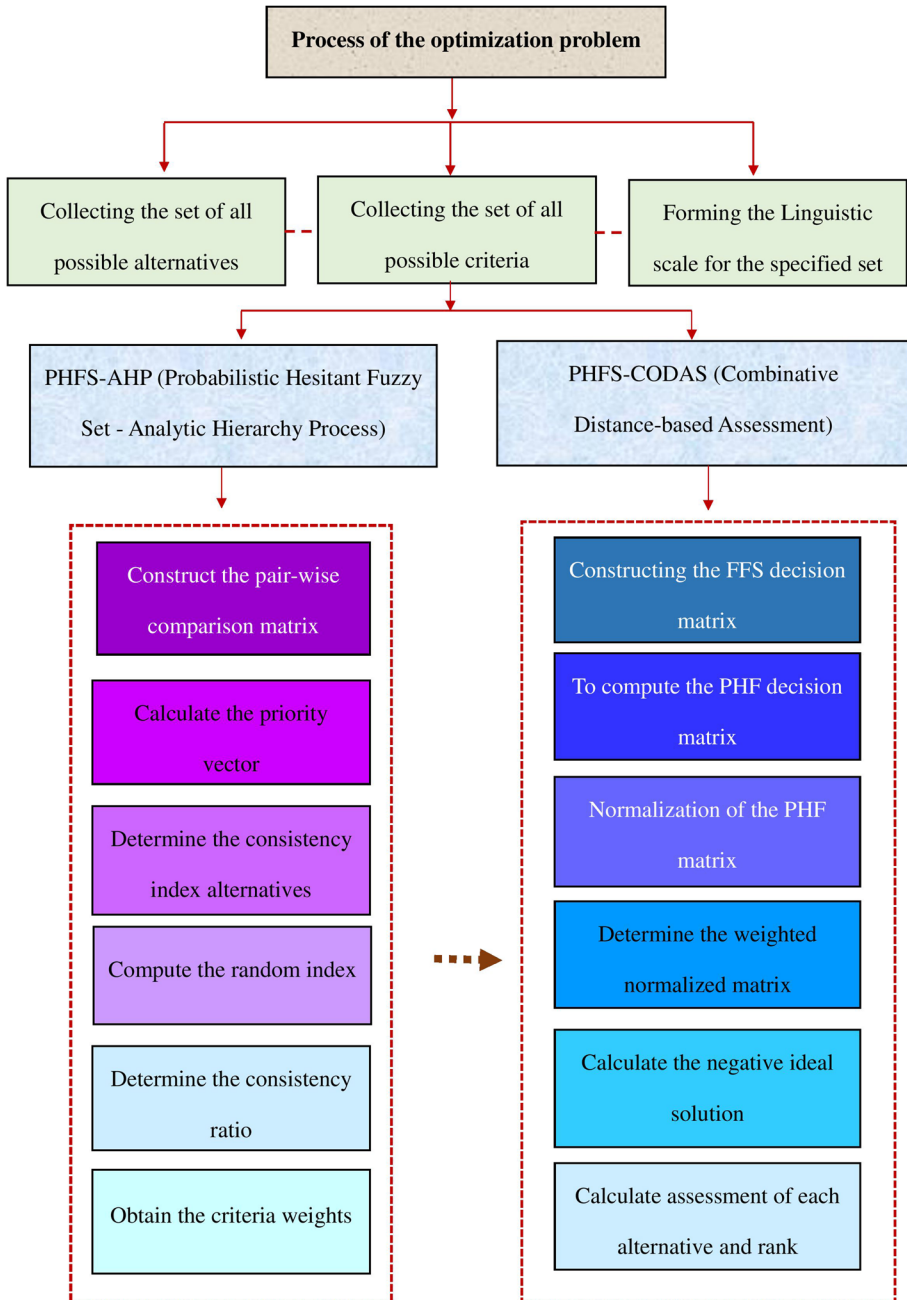 Process of the optimization problem
Collecting the set of all
possible alternatives
Collecting the set of all
possible criteria
Forming the Linguistic
scale for the specified set
PHFS-AHP (Probabilistic Hesitant Fuzzy
Set - Analytic Hierarchy Process)
PHFS-CODAS (Combinative
Distance-based Assessment)
Construct the pair-wise
comparison matrix
Calculate the priority
vector
Determine the consistency
index alternatives
Compute the random index
Determine the consistency
ratio
Obtain the criteria weights
Constructing the FFS decision
matrix
To compute the PHF decision
matrix
Normalization of the PHF
matrix
Determine the weighted
normalized matrix
Calculate the negative ideal
solution
Calculate assessment of each
alternative and rank